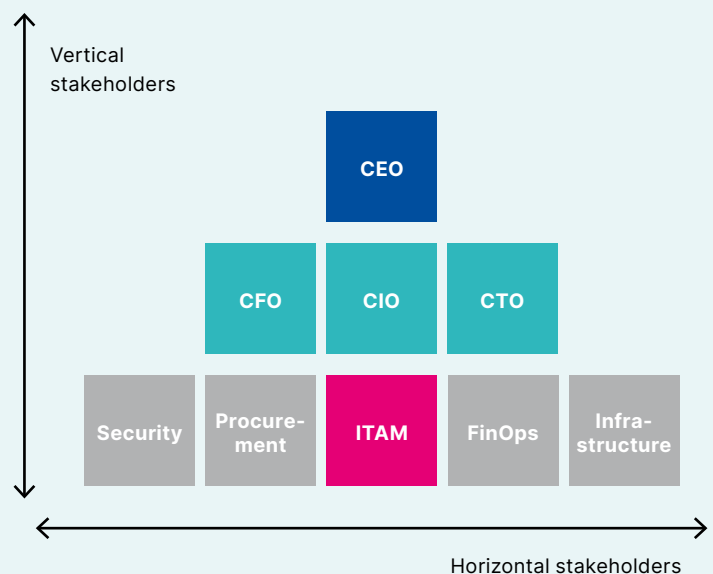 Vertical
stakeholders
CEO
CFO
CIO
CTO
Security
Procure-
ment
ITAM
FinOps
Infra-
structure
Horizontal stakeholders